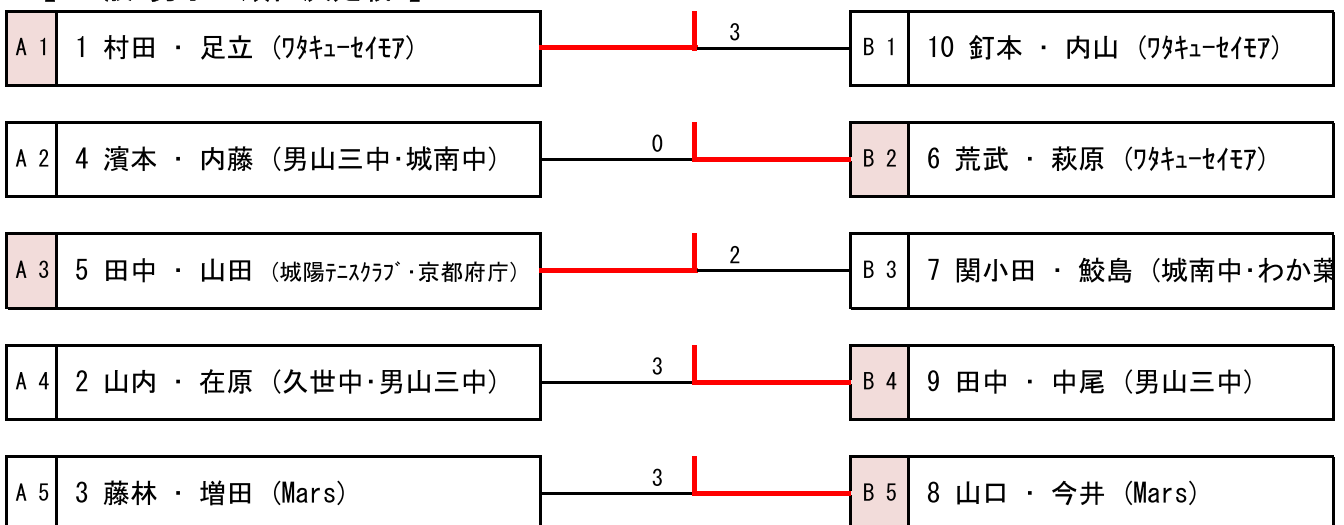 A 1 1 村田 ・ 足立 (ワタキューセイモア) 3 B 1 10 釘本 ・ 内山 (ワタキューセイモア)
A 2 4 濱本 ・ 内藤 (男山三中・城南中) 0 B 2 6 荒武 ・ 萩原 (ワタキューセイモア)
A 3 5 田中 ・ 山田 (城陽テニスクラブ・京都府庁) 2 B 3 7 関小田 ・ 鮫島 (城南中・わか葉
A 4 2 山内 ・ 在原 (久世中・男山三中) 3 B 4 9 田中 ・ 中尾 (男山三中)
A 5 3 藤林 ・ 増田 (Mars) 3 B 5 8 山口 ・ 今井 (Mars)